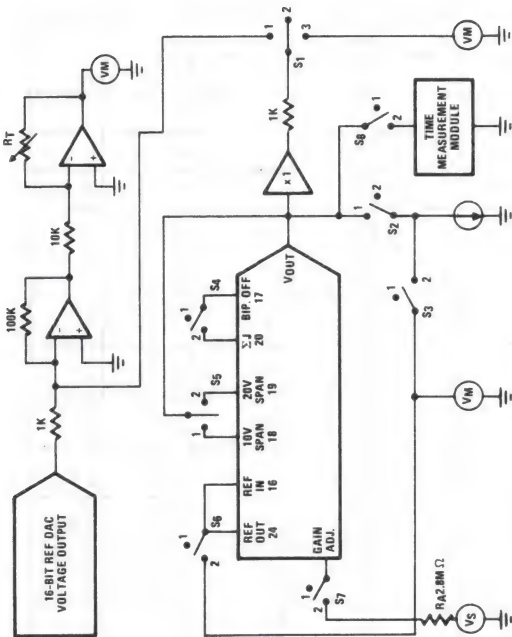 16-BIT REF DAC
VOLTAGE OUTPUT
1K
100K
-
+
10K
RT
-
+
VM
1
2
3
S1
1K
X 1
VM
1
S6
2
1
S5
2
1
S4
2
REF
OUT
24
REF
IN
16
10V
SPAN
18
20V
SPAN
19
ΣJ
20
BIP. OFF
17
VOUT
GAIN
ADJ.
1
2
S7
RA 2.8M Ω
VS
VM
1
2
S3
1
2
S2
1
2
S8
TIME
MEASUREMENT
MODULE